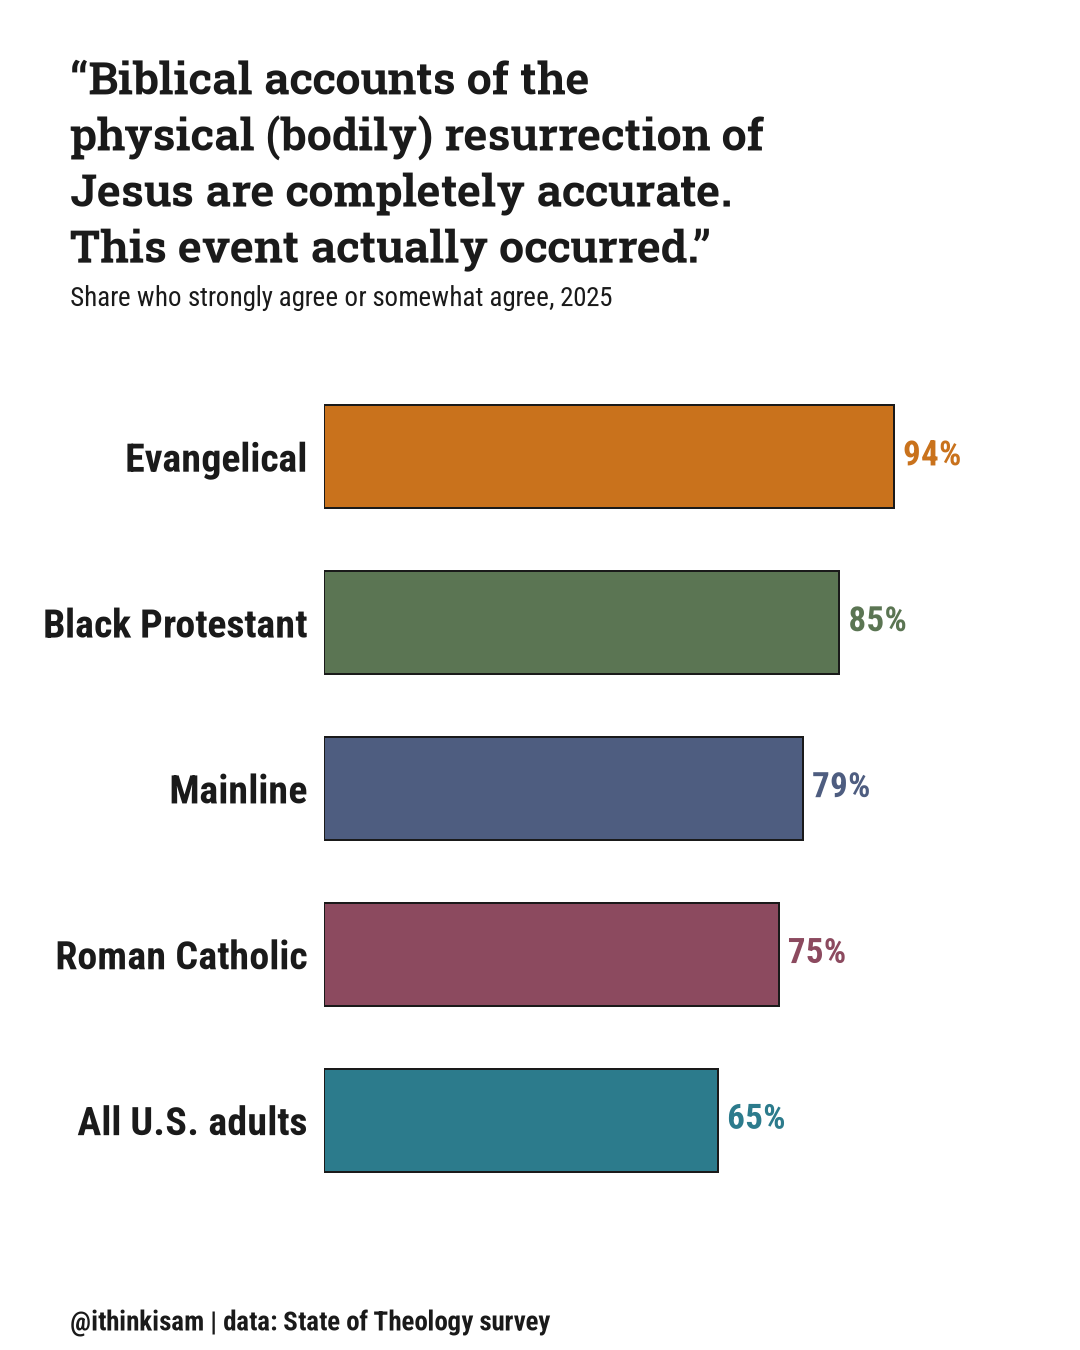 “Biblical accounts of the
physical (bodily) resurrection of
Jesus are completely accurate.
This event actually occurred.”
Share who strongly agree or somewhat agree, 2025
Evangelical 94%
Black Protestant 85%
Mainline 79%
Roman Catholic 75%
All U.S. adults 65%
@ithinkisam | data: State of Theology survey